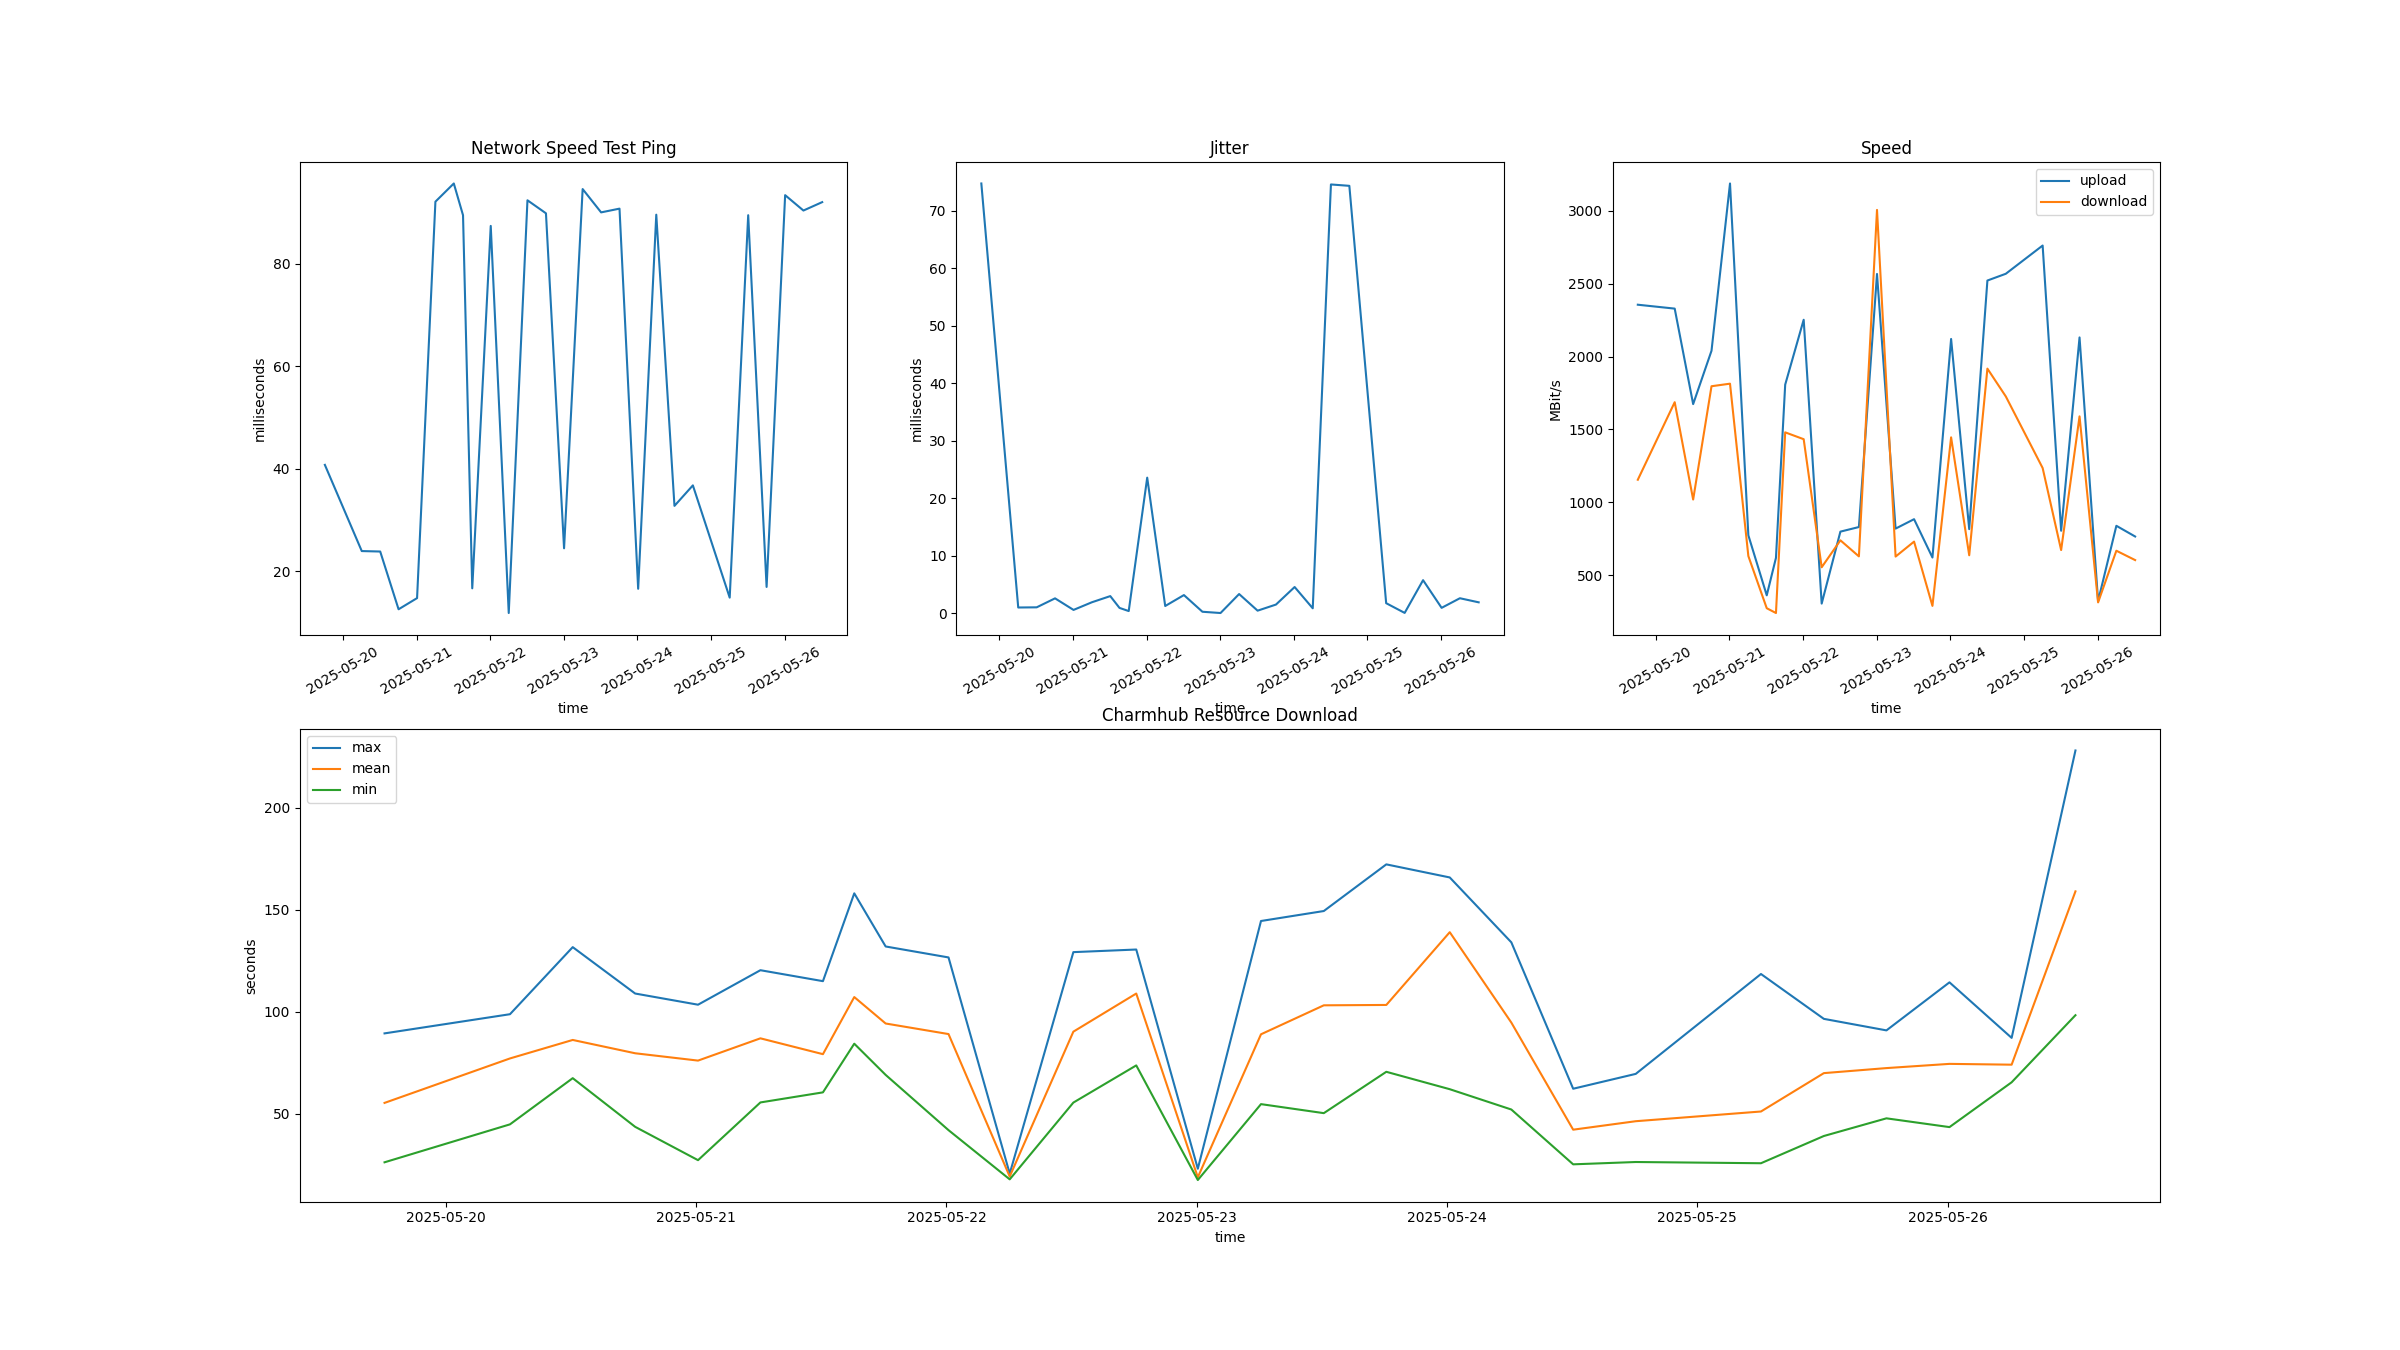 Network Speed Test Ping
milliseconds
80
60
40
20
2025-05-20
2025-05-21
2025-05-22
2025-05-23
2025-05-24
2025-05-25
2025-05-26
time
Jitter
milliseconds
70
60
50
40
30
20
10
0
2025-05-20
2025-05-21
2025-05-22
2025-05-23
2025-05-24
2025-05-25
2025-05-26
time
Speed
MBit/s
3000
2500
2000
1500
1000
500
upload
download
2025-05-20
2025-05-21
2025-05-22
2025-05-23
2025-05-24
2025-05-25
2025-05-26
time
Charmhub Resource Download
seconds
200
150
100
50
max
mean
min
2025-05-20
2025-05-21
2025-05-22
2025-05-23
2025-05-24
2025-05-25
2025-05-26
time